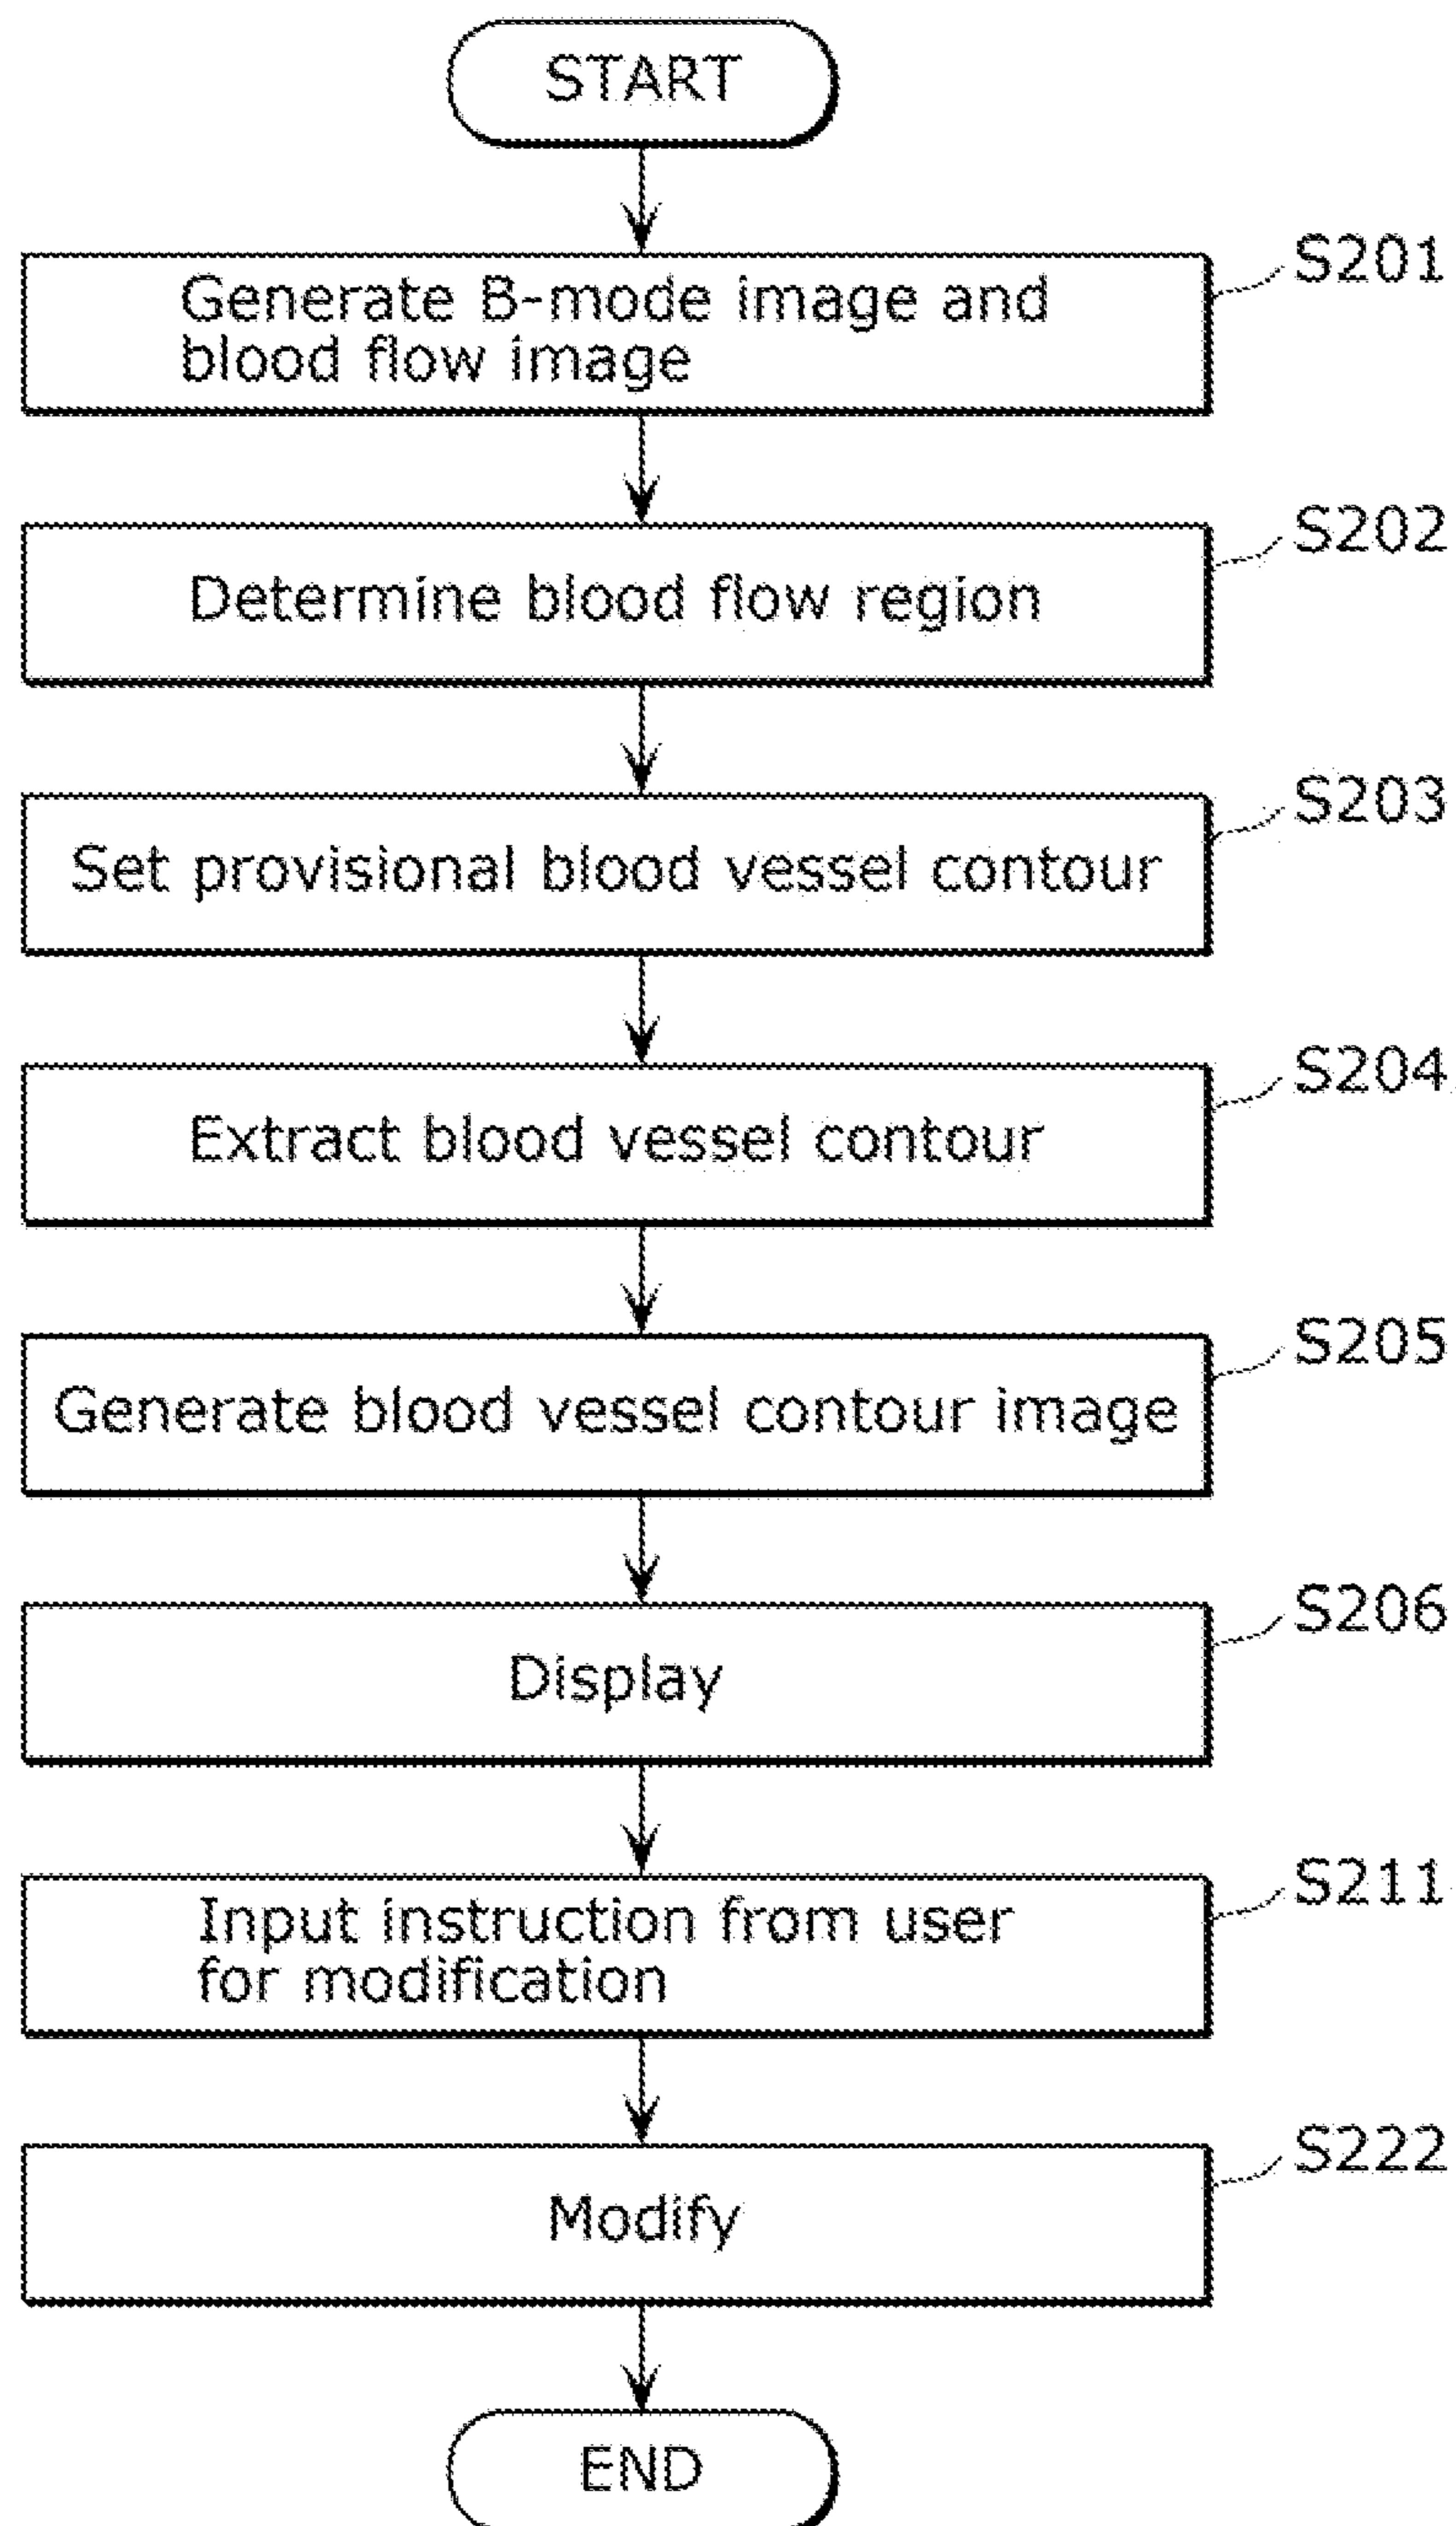 START
S201
Generate B-mode image and
blood flow image
S202
Determine blood flow region
S203
Set provisional blood vessel contour
S204
Extract blood vessel contour
S205
Generate blood vessel contour image
S206
Display
S211
Input instruction from user
for modification
S222
Modify
END